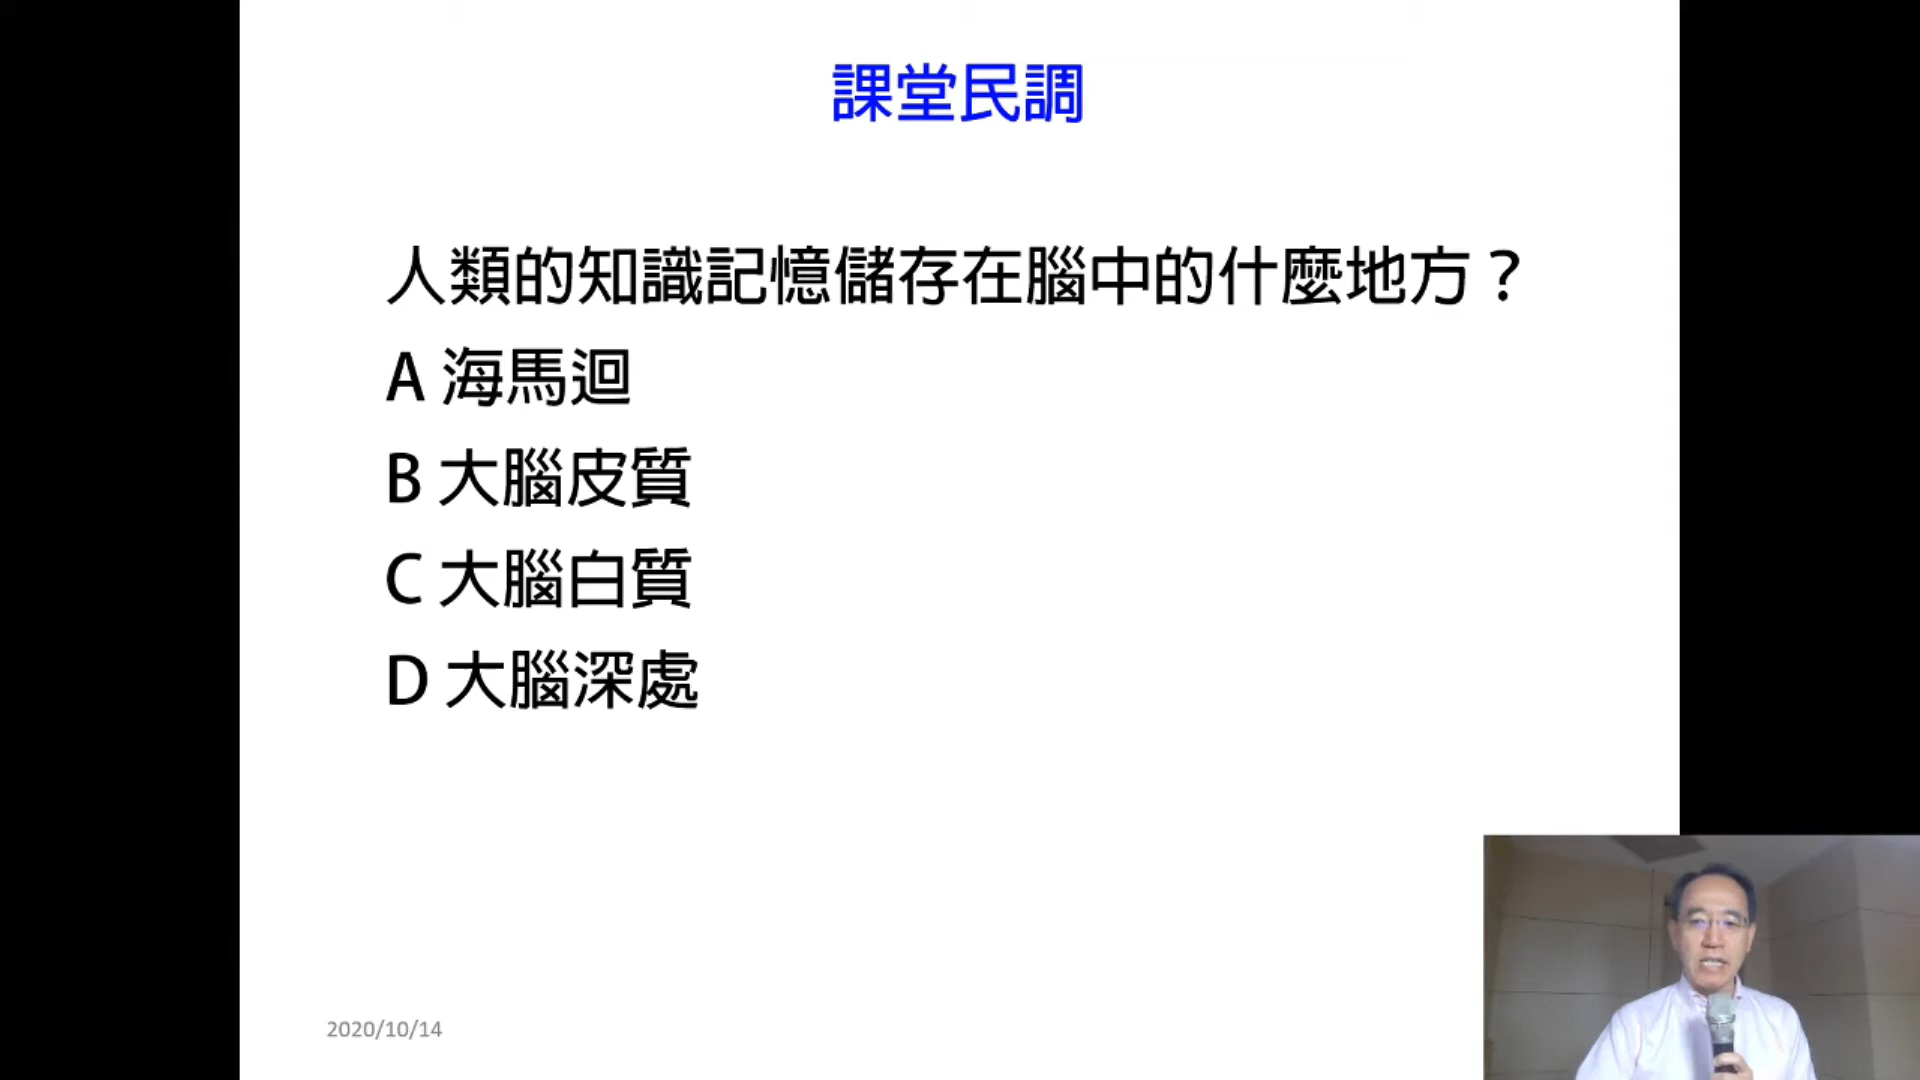 課堂民調
人類的知識記憶儲存在腦中的什麼地方？
A 海馬迴
B 大腦皮質
C 大腦白質
D 大腦深處
2020/10/14